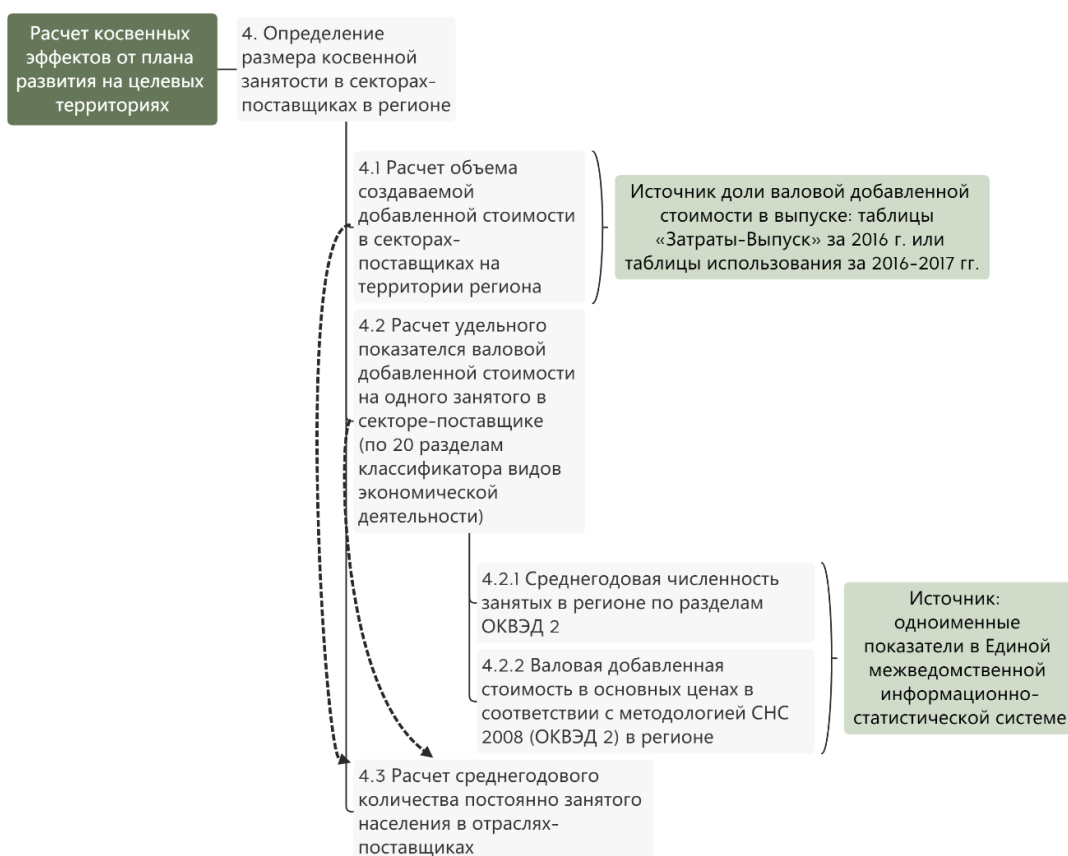 Расчет косвенных
эффектов от плана
развития на целевых
территориях
4. Определение
размера косвенной
занятости в секторах-
поставщиках в регионе
4.1 Расчет объема
создаваемой
добавленной стоимости
в секторах-
поставщиках на
территории региона
Источник доли валовой добавленной
стоимости в выпуске: таблицы
«Затраты-Выпуск» за 2016 г. или
таблицы использования за 2016-2017 гг.
4.2 Расчет удельного
показателся валовой
добавленной стоимости
на одного занятого в
секторе-поставщике
(по 20 разделам
классификатора видов
экономической
деятельности)
4.2.1 Среднегодовая численность
занятых в регионе по разделам
ОКВЭД 2
4.2.2 Валовая добавленная
стоимость в основных ценах в
соответствии с методологией СНС
2008 (ОКВЭД 2) в регионе
Источник:
одноименные
показатели в Единой
межведомственной
информационно-
статистической системе
4.3 Расчет среднегодового
количества постоянно занятого
населения в отраслях-
поставщиках